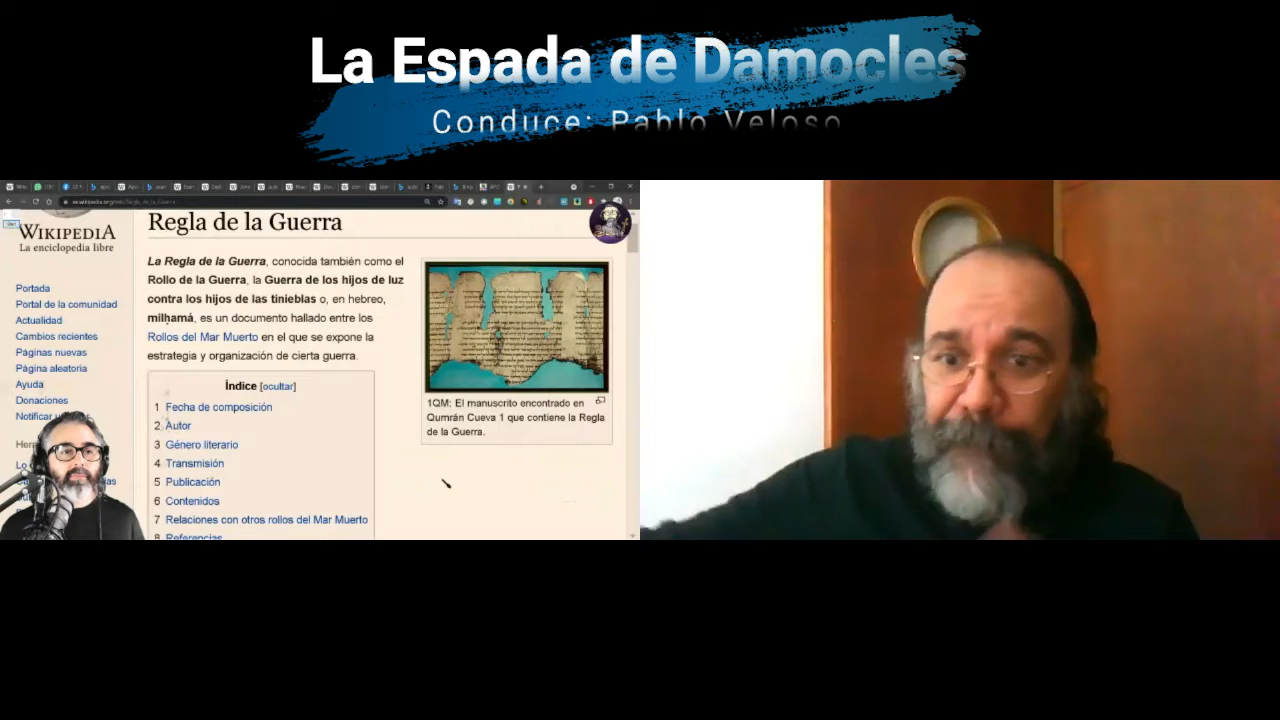 La Espada de Damocles
Conduce: Pablo Veloso
WIKIPEDIA
La enciclopedia libre
Portada
Portal de la comunidad
Actualidad
Cambios recientes
Páginas nuevas
Página aleatoria
Ayuda
Donaciones
Notificar
Regla de la Guerra
La Regla de la Guerra, conocida también como el
Rollo de la Guerra, la Guerra de los hijos de luz
contra los hijos de las tinieblas o, en hebreo,
milḥamá, es un documento hallado entre los
Rollos del Mar Muerto en el que se expone la
estrategia y organización de cierta guerra.
Índice [ocultar]
1 Fecha de composición
2 Autor
3 Género literario
4 Transmisión
5 Publicación
6 Contenidos
7 Relaciones con otros rollos del Mar Muerto
8 Referencias
1QM: El manuscrito encontrado en
Qumrán Cueva 1 que contiene la Regla
de la Guerra.